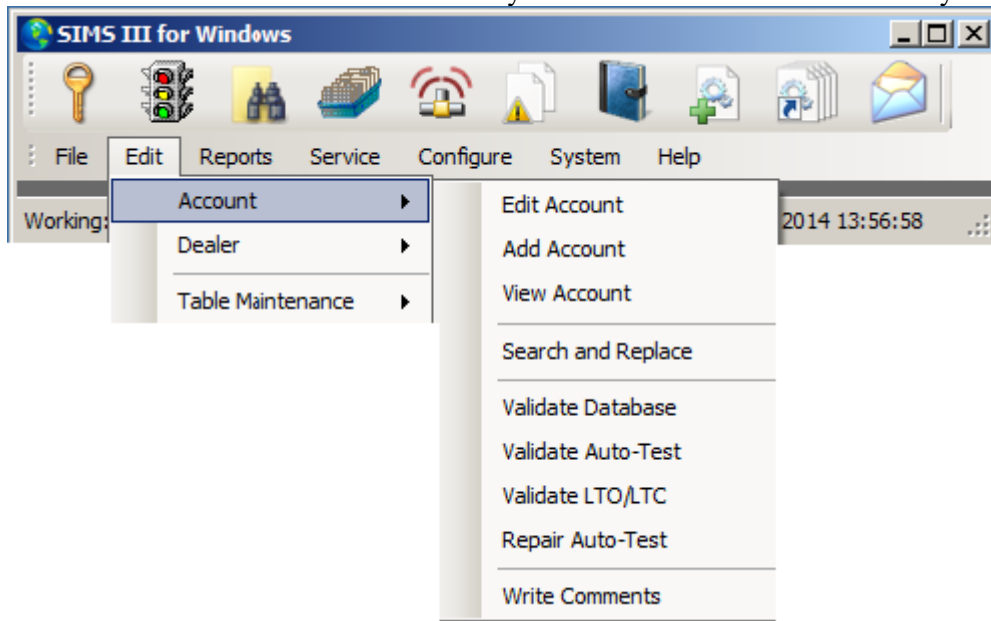 SIMS III for Windows
File Edit Reports Service Configure System Help
Account
Edit Account
Working:
2014 13:56:58
Dealer
Add Account
Table Maintenance
View Account
Search and Replace
Validate Database
Validate Auto-Test
Validate LTO/LTC
Repair Auto-Test
Write Comments